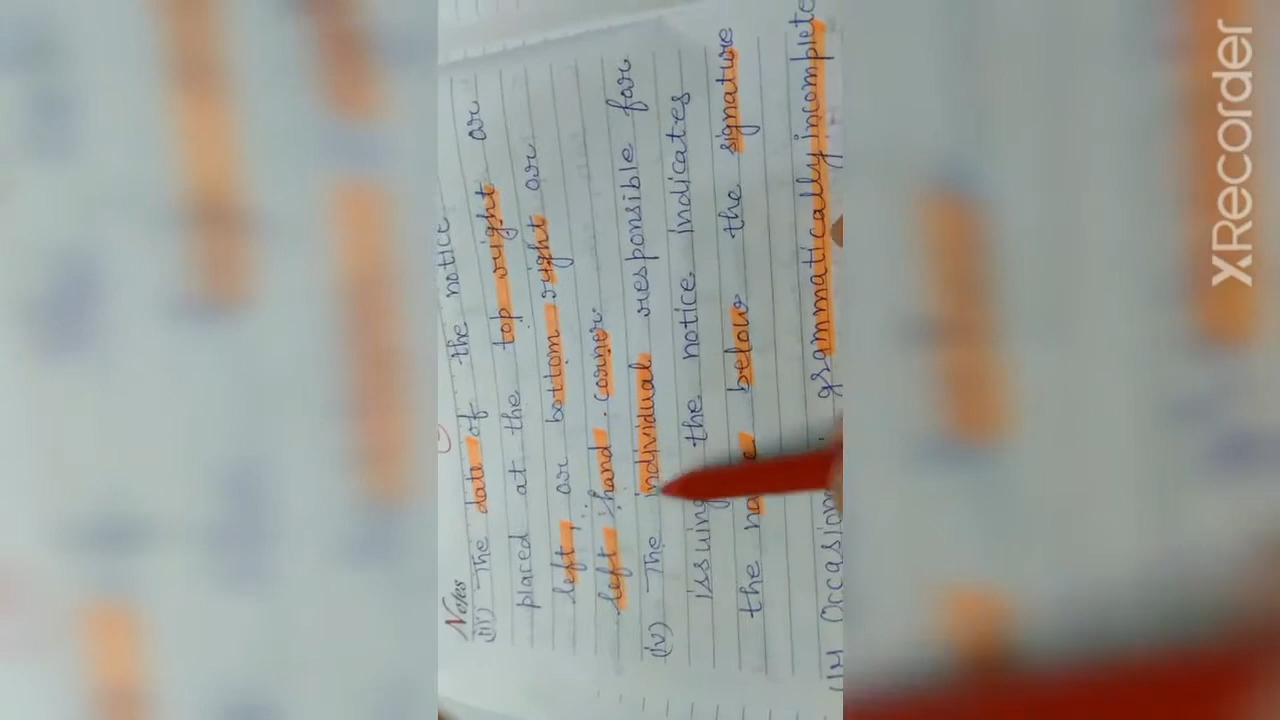 Notes
(iii) The date of the notice
placed at the top right or
left, or bottom right or
left hand corner.
(iv) The individual responsible for
issuing the notice indicates
the below the signature
Occasion grammatically incomplete
XRecorder